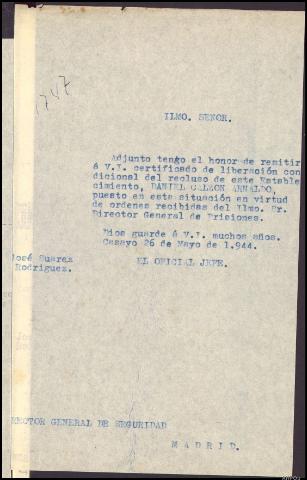 1747
ILMO. SEÑOR.
Adjunto tengo el honor de remitir
á V.I. certificado de liberación con
dicional del recluso de este Estable
cimiento, DANIEL CALZON ARNALDO,
puesto en esta situación en virtud
de ordenes recibidas del Ilmo. Sr.
Director General de Prisiones.
Dios guarde á V.I. muchos años.
Casayo 26 de Mayo de 1.944.
EL OFICIAL JEFE.
José Suarez
Rodriguez.
RECTOR GENERAL DE SEGURIDAD
MADRID.